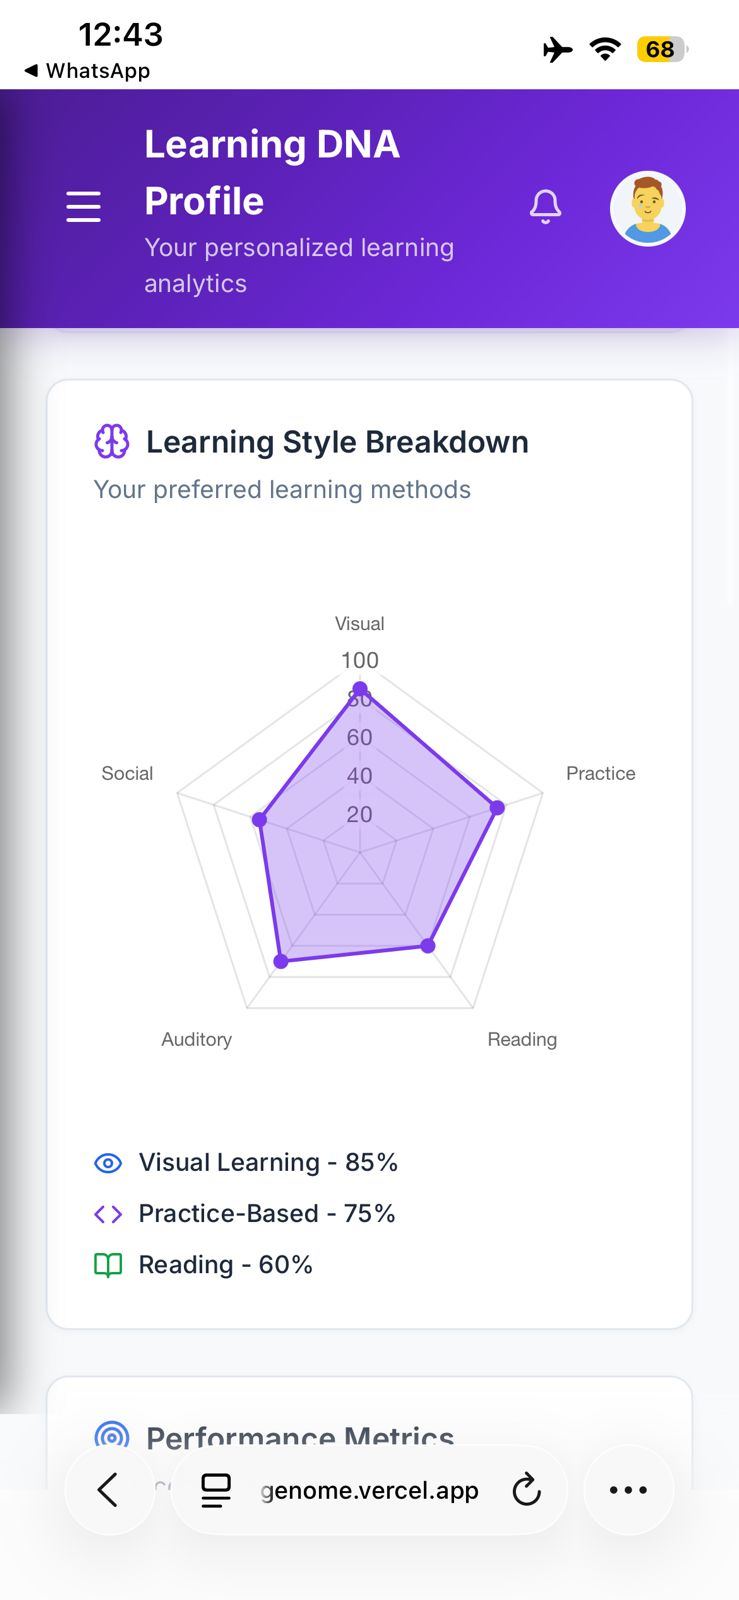 12:43
68
◀ WhatsApp
Learning DNA
Profile
Your personalized learning
analytics
Learning Style Breakdown
Your preferred learning methods
Visual
100
80
60
40
20
Social
Practice
Auditory
Reading
Visual Learning - 85%
Practice-Based - 75%
Reading - 60%
Performance Metrics
genome.vercel.app